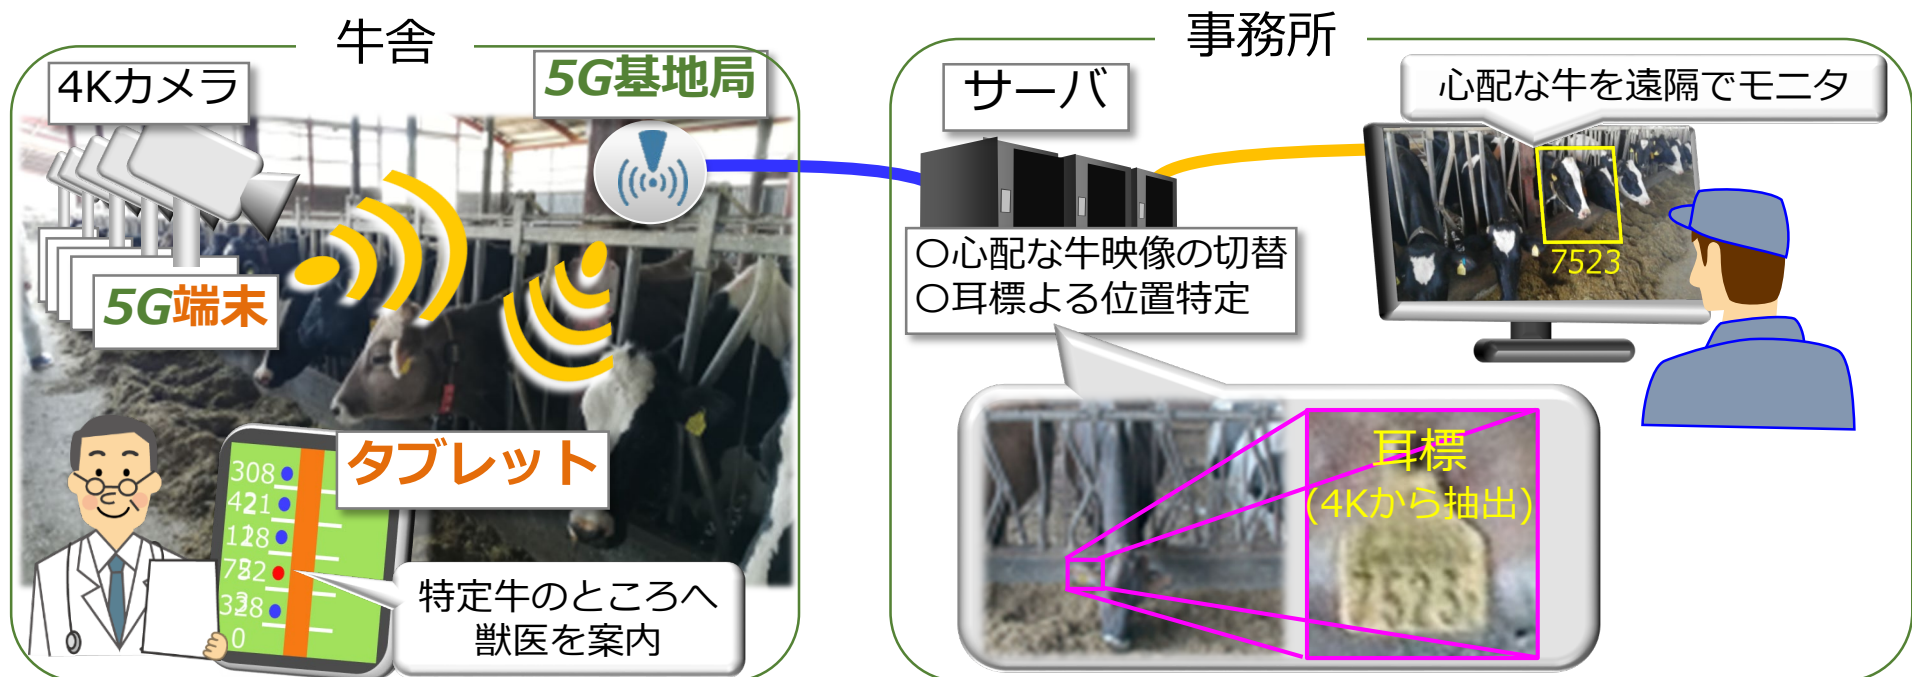 牛舎
4Kカメラ
5G基地局
5G端末
タブレット
308
421
128
特定牛のところへ
獣医を案内
事務所
サーバ
心配な牛を遠隔でモニタ
7523
〇心配な牛映像の切替
〇耳標よる位置特定
耳標
(4Kから抽出)
7523